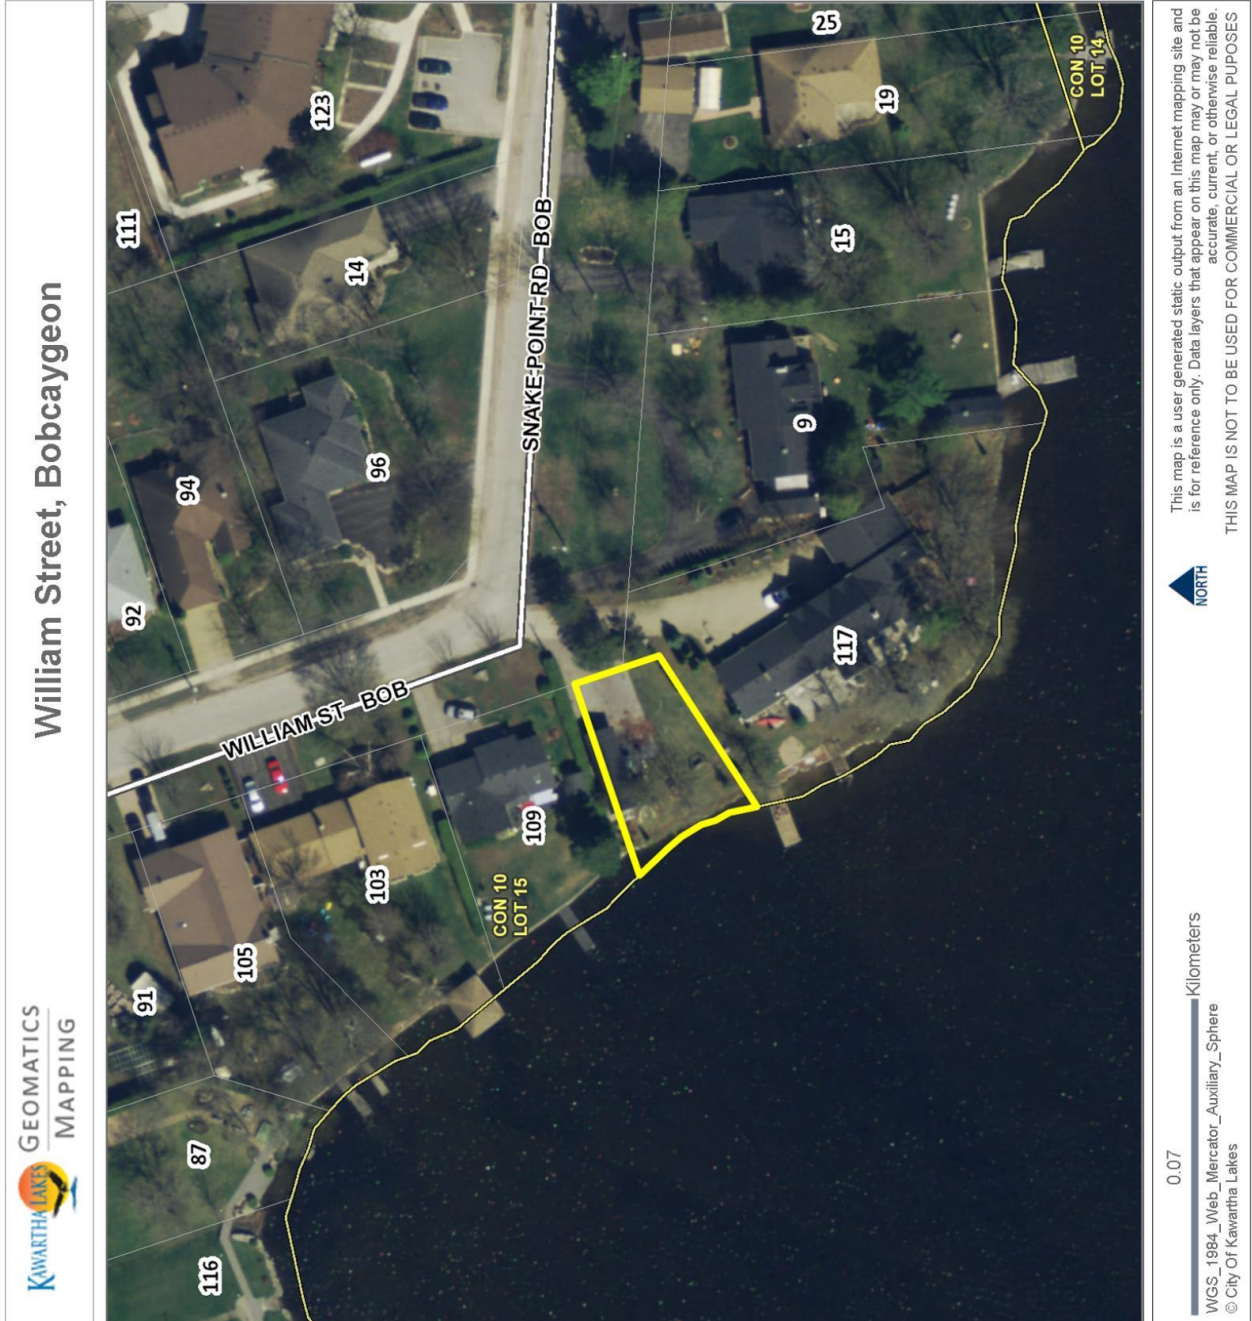 KAWARTHA LAKES
GEOMATICS
MAPPING
William Street, Bobcaygeon
116
87
91
105
103
109
92
94
96
14
111
123
WILLIAM ST BOB
SNAKE POINT RD BOB
CON 10
LOT 15
117
9
15
19
25
CON 10
LOT 14
0.07
Kilometers
WGS_1984_Web_Mercator_Auxiliary_Sphere
© City Of Kawartha Lakes
NORTH
This map is a user generated static output from an Internet mapping site and
is for reference only. Data layers that appear on this map may or may not be
accurate, current, or otherwise reliable.
THIS MAP IS NOT TO BE USED FOR COMMERCIAL OR LEGAL PUPOSES